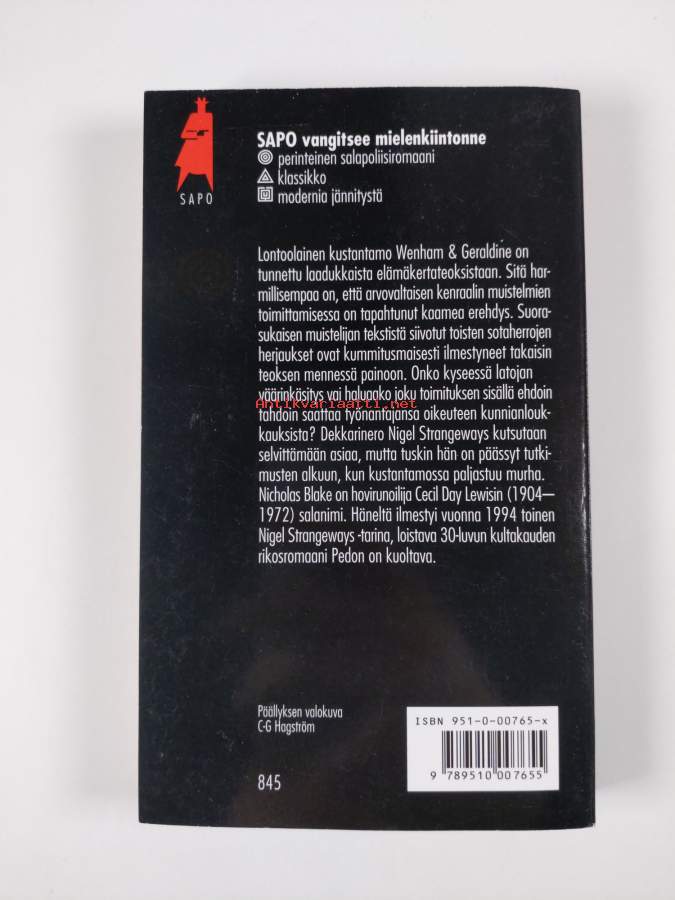 SAPO
SAPO vangitsee mielenkiintonne
perinteinen salapoliisiromaani
klassikko
modernia jännitystä
Lontoolainen kustantamo Wenham & Geraldine on
tunnettu laadukkaista elämäkertateoksistaan. Sitä har-
millisempaa on, että arvovaltaisen kenraalin muistelmien
toimittamisessa on tapahtunut kaamea erehdys. Suora-
sukaisen muistelijan tekstistä siivotut toisten sotaherrojen
herjaukset ovat kummitusmaisesti ilmestyneet takaisin
teoksen mennessä painoon. Onko kyseessä latojan
väärinkäsitys vai haluaako joku toimituksen sisällä ehdoin
Antikvariaatti.net
tahdoin saattaa työnantajansa oikeuteen kunnianlouk-
kauksista? Dekkarinero Nigel Strangeways kutsutaan
selvittämään asiaa, mutta tuskin hän on päässyt tutki-
musten alkuun, kun kustantamossa paljastuu murha.
Nicholas Blake on hovirunoilija Cecil Day Lewisin (1904—
1972) salanimi. Häneltä ilmestyi vuonna 1994 toinen
Nigel Strangeways -tarina, loistava 30-luvun kultakauden
rikosromaani Pedon on kuoltava.
Päällyksen valokuva
C-G Hagström
845
ISBN 951-0-00765-x
9 789510 007655